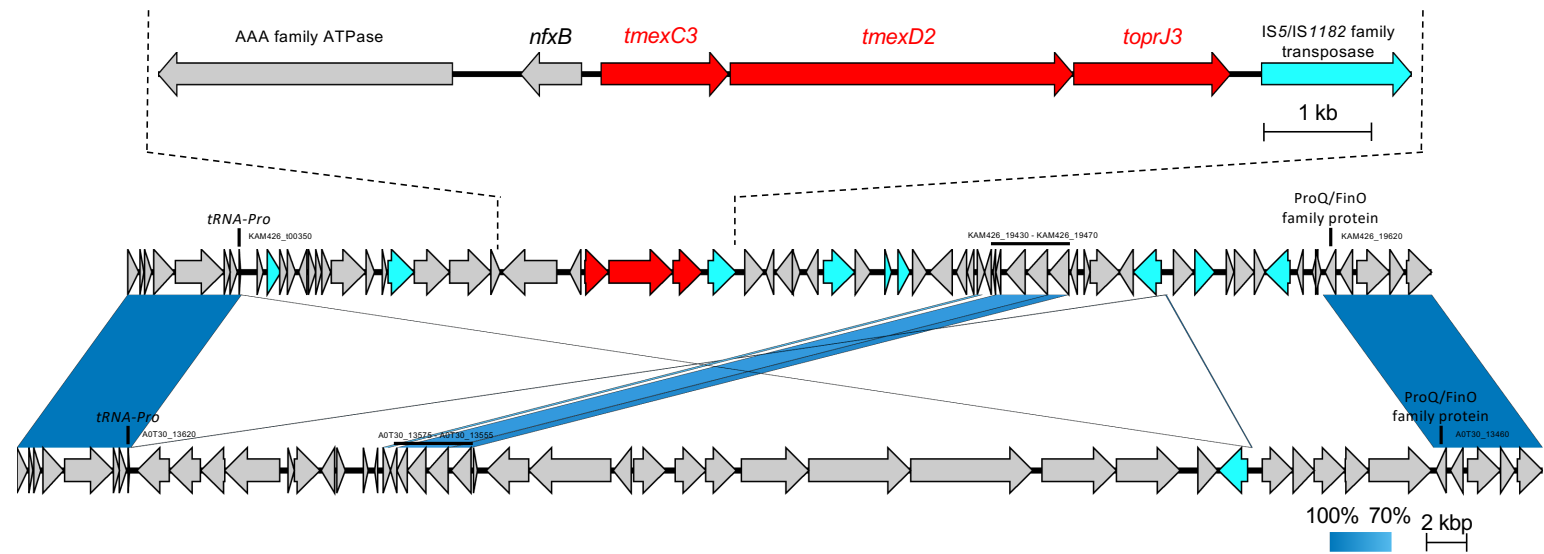 AAA family ATPase
nfxB
tmexC3
tmexD2
toprJ3
IS5/IS1182 family
transposase
1 kb
tRNA-Pro
KAM426_t00350
KAM426_19430 - KAM426_19470
ProQ/FinO
family protein
KAM426_19620
tRNA-Pro
A0T30_13620
A0T30_13575 - A0T30_13555
ProQ/FinO
family protein
A0T30_13460
100% 70%
2 kbp